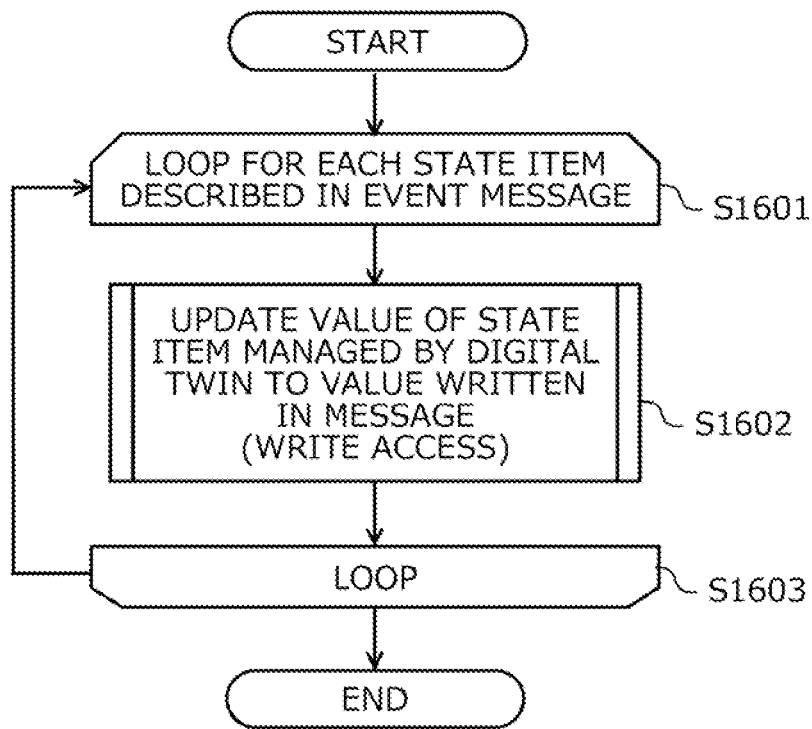 START
LOOP FOR EACH STATE ITEM
DESCRIBED IN EVENT MESSAGE
S1601
UPDATE VALUE OF STATE
ITEM MANAGED BY DIGITAL
TWIN TO VALUE WRITTEN
IN MESSAGE
(WRITE ACCESS)
S1602
LOOP
S1603
END